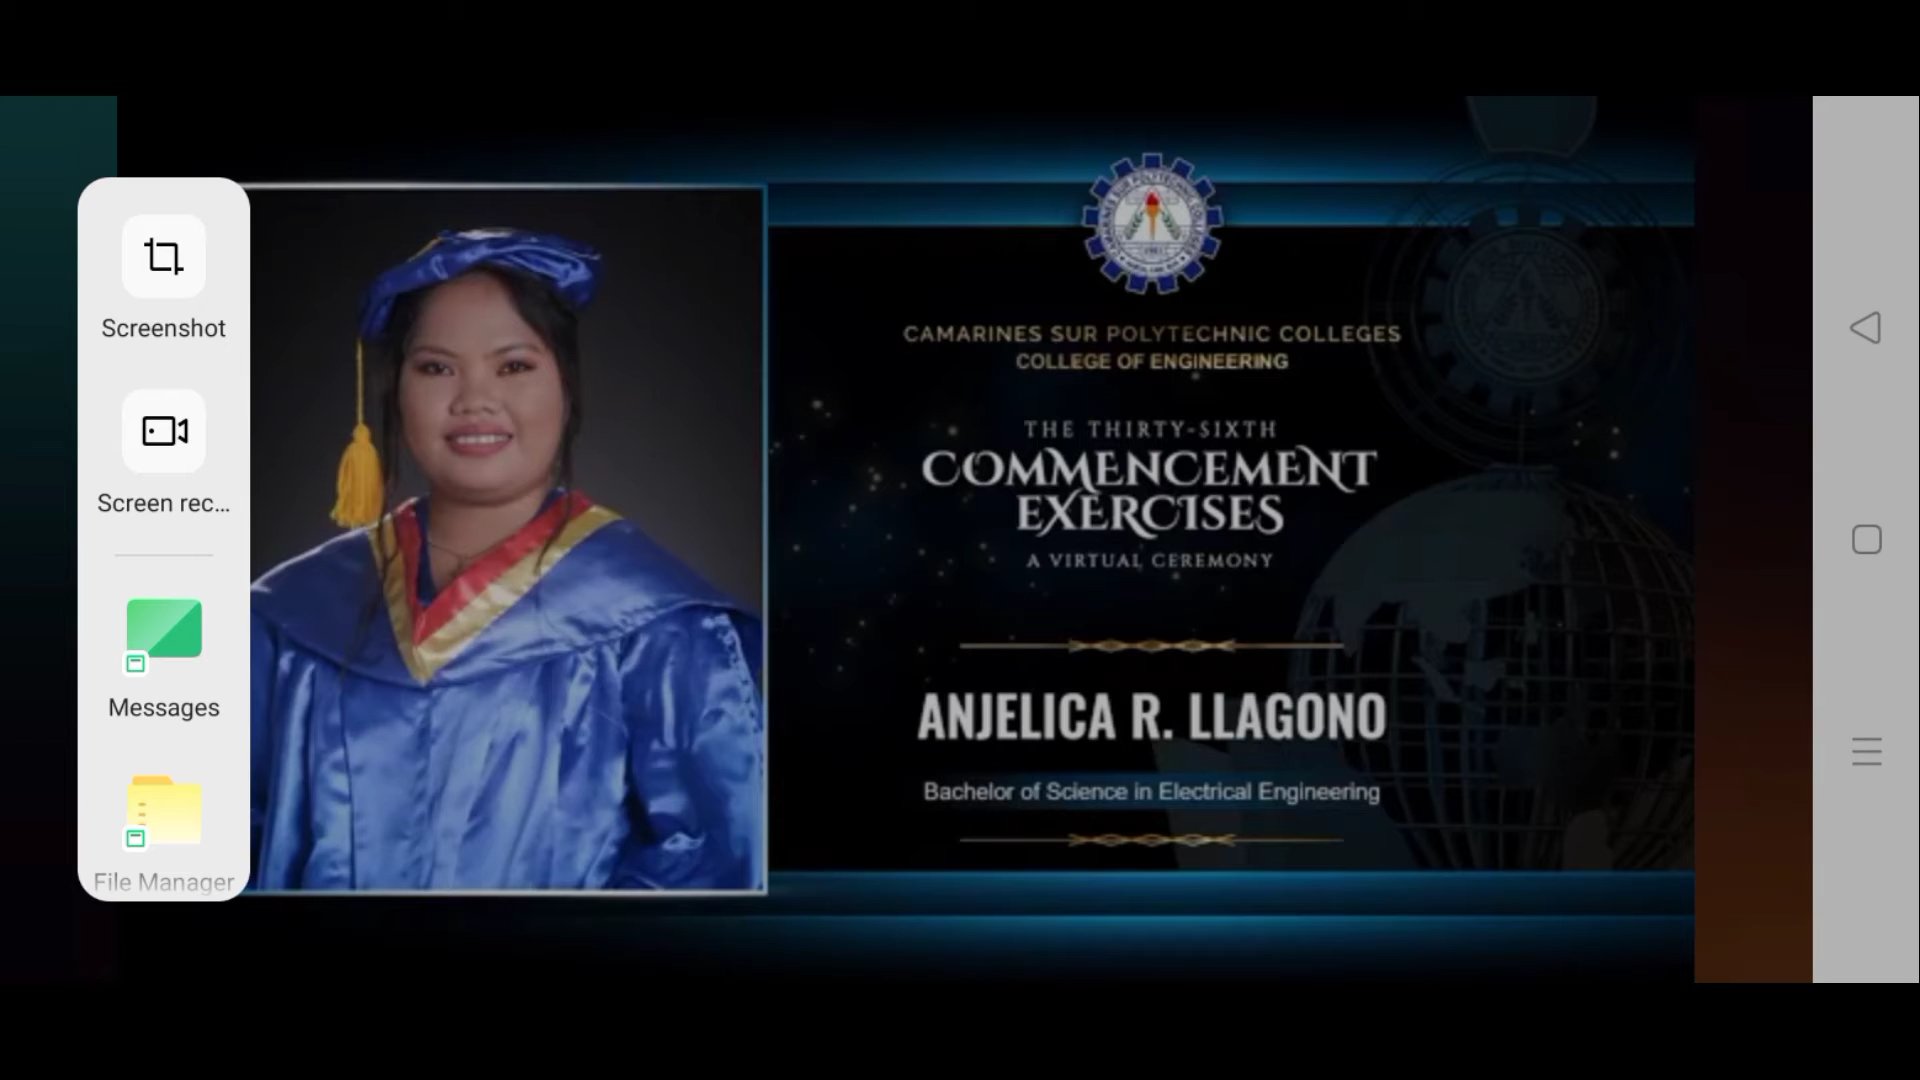 Screenshot
Screen rec...
Messages
File Manager
CAMARINES SUR POLYTECHNIC COLLEGES
COLLEGE OF ENGINEERING
THE THIRTY-SIXTH
COMMENCEMENT
EXERCISES
A VIRTUAL CEREMONY
ANJELICA R. LLAGONO
Bachelor of Science in Electrical Engineering